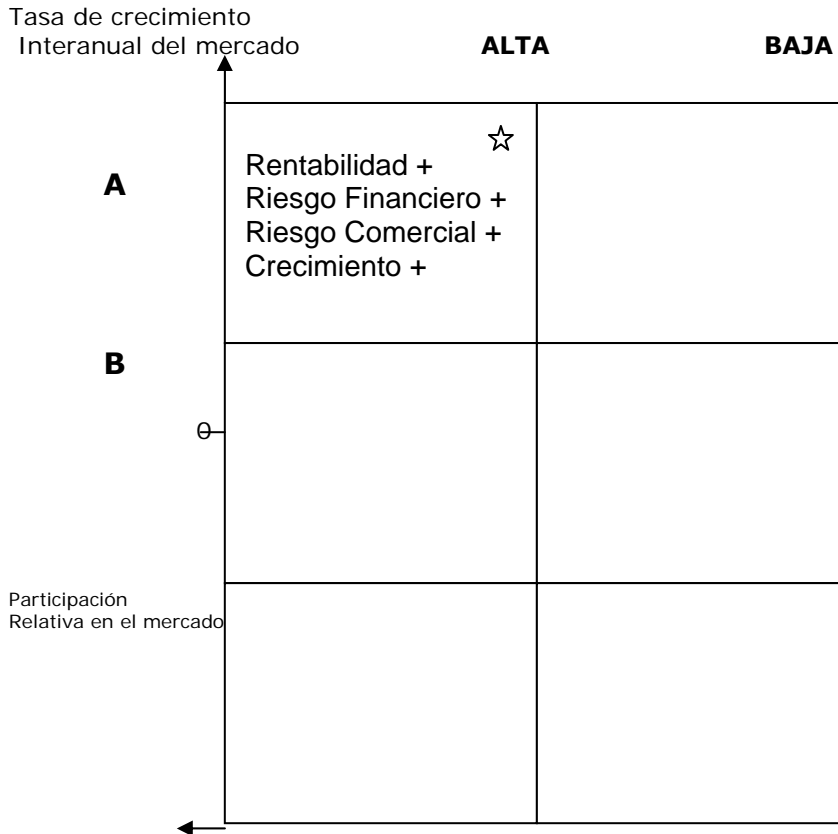 Tasa de crecimiento
Interanual del mercado
ALTA
BAJA
A
Rentabilidad +
Riesgo Financiero +
Riesgo Comercial +
Crecimiento +
B
0
Participación
Relativa en el mercado